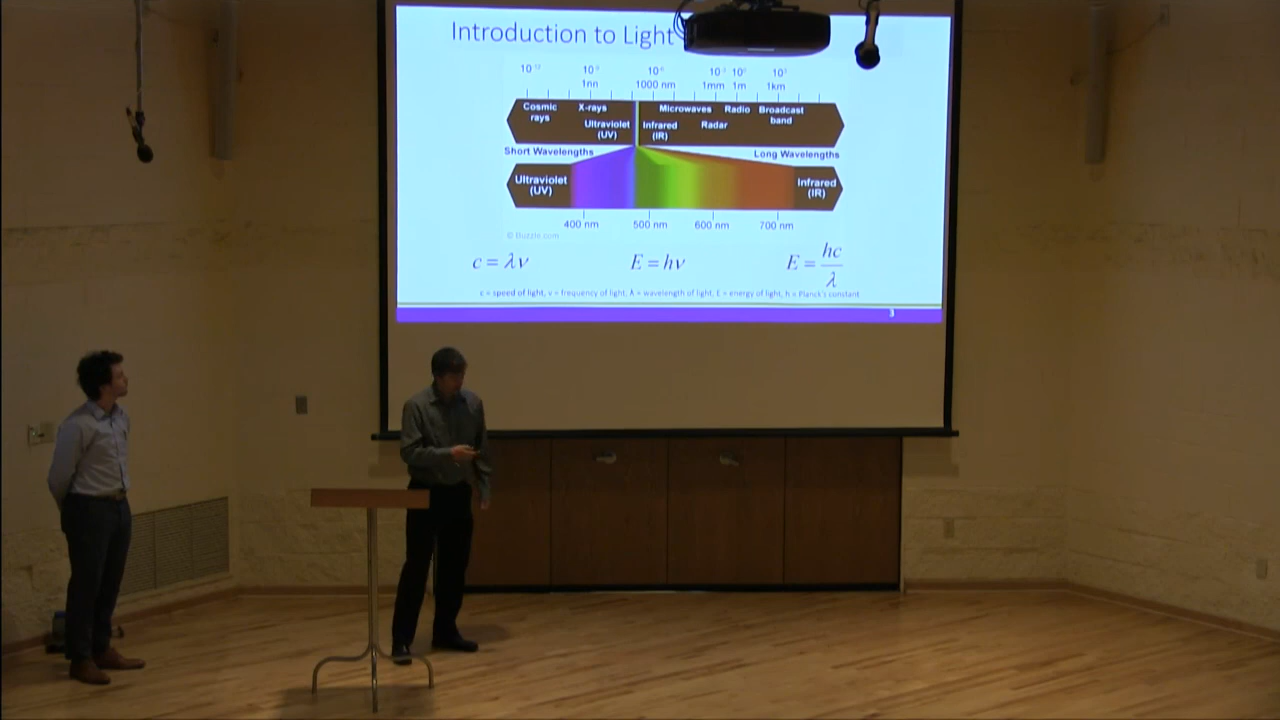 Introduction to Light
10⁻¹² 10⁻⁹ 10⁻⁶ 10⁻³ 10⁰ 10³
1nn 1000 nm 1mm 1m 1km
Cosmic rays X-rays Microwaves Radio Broadcast band
Ultraviolet (UV) Infrared (IR) Radar
Short Wavelengths Long Wavelengths
Ultraviolet (UV) Infrared (IR)
400 nm 500 nm 600 nm 700 nm
© Buzzle.com
c = λν E = hν E = hc/λ
c = speed of light, ν = frequency of light, λ = wavelength of light, E = energy of light, h = Planck's constant
3